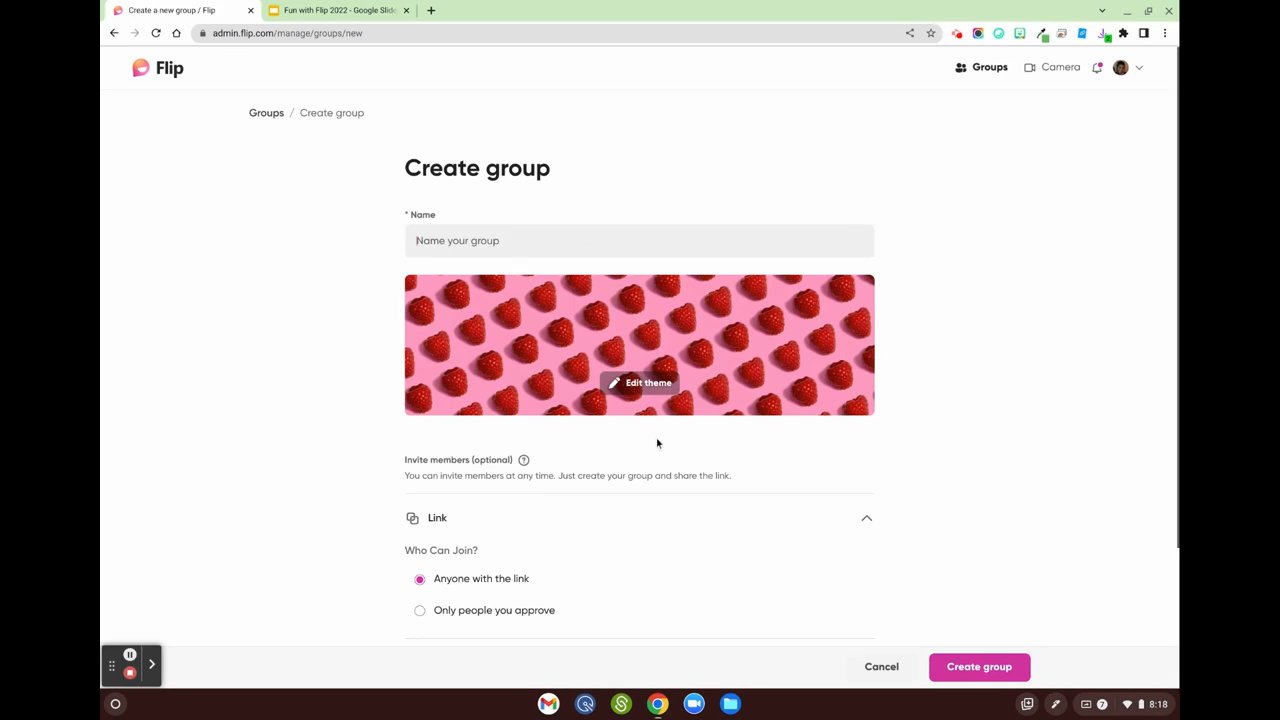 Create a new group / Flip
Fun with Flip 2022 - Google Slide
admin.flip.com/manage/groups/new
Flip
Groups
Camera
Groups / Create group
Create group
* Name
Name your group
Edit theme
Invite members (optional) ?
You can invite members at any time. Just create your group and share the link.
Link
Who Can Join?
Anyone with the link
Only people you approve
Cancel
Create group
8:18